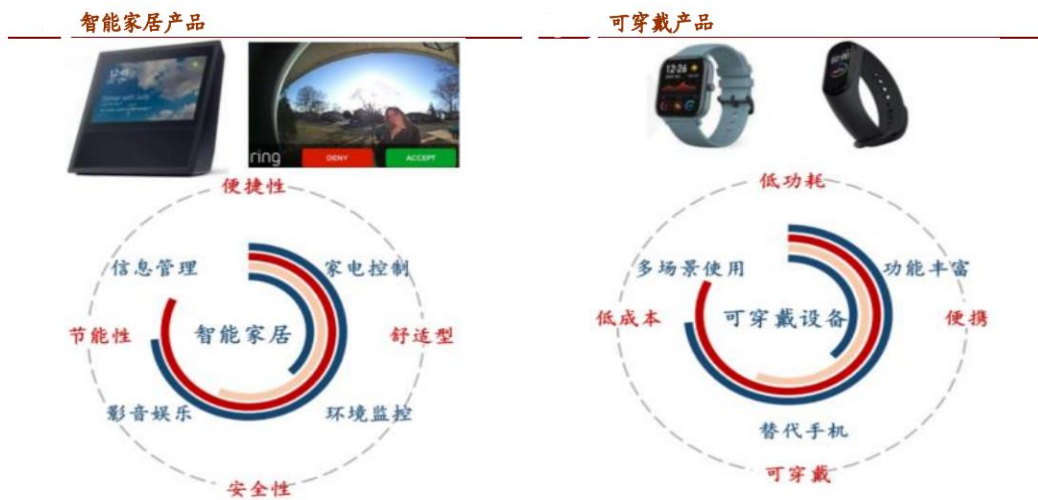 智能家居产品
可穿戴产品
12:26
ring
DENY
ACCEPT
便捷性
信息管理
家电控制
节能性
智能家居
舒适型
影音娱乐
环境监控
安全性
低功耗
多场景使用
功能丰富
低成本
可穿戴设备
便携
替代手机
可穿戴